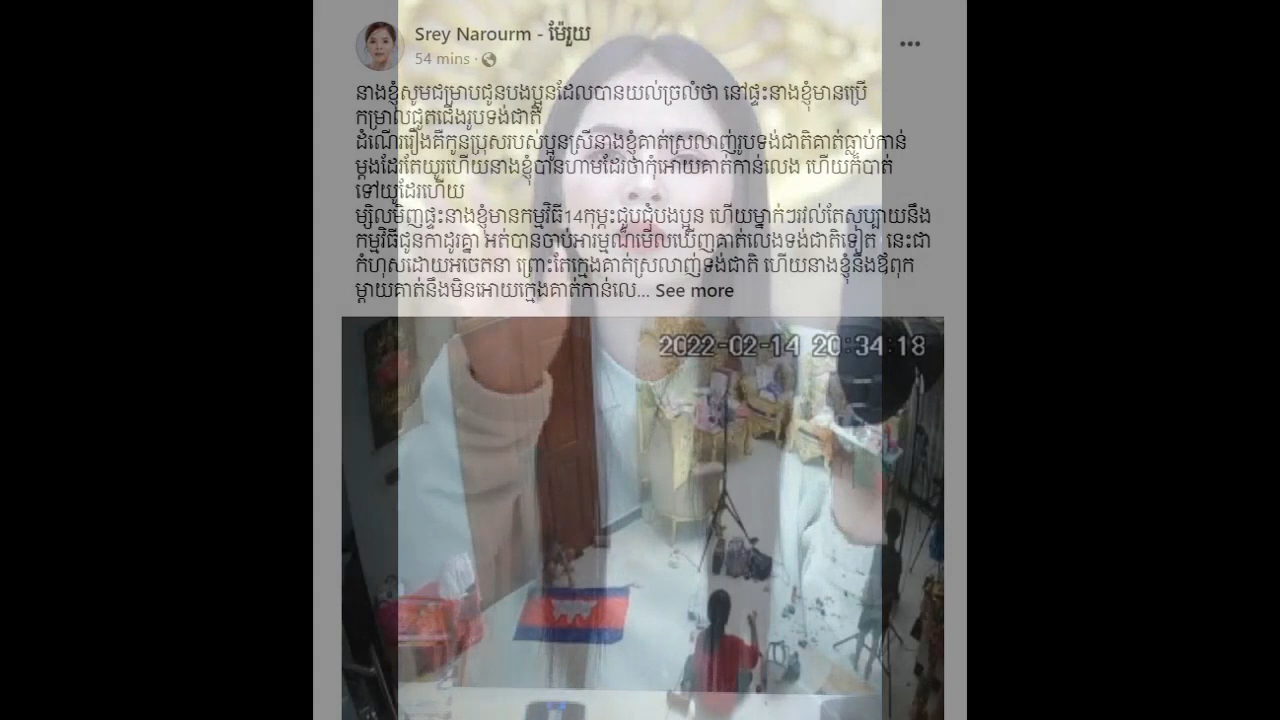 Srey Narourm - ម៉ែរួយ
54 mins ·
នាងខ្ញុំសូមជម្រាបជូនបងប្អូនដែលបានយល់ច្រលំថា នៅផ្ទះនាងខ្ញុំមានប្រើ
កម្រាលជូតជើងរូបទង់ជាតិ
ដំណើររឿងគឺកូនប្រុសរបស់ប្អូនស្រីនាងខ្ញុំគាត់ស្រលាញ់រូបទង់ជាតិគាត់ធ្លាប់កាន់
ម្តងដែរតែយូរហើយនាងខ្ញុំបានហាមដែរថាកុំអោយគាត់កាន់លេង ហើយក៏បាត់
ទៅយូដែរហើយ
ម្សិលមិញផ្ទះនាងខ្ញុំមានកម្មវិធី14កុម្ភះជួបជុំបងប្អូន ហើយម្នាក់ៗរវល់តែសប្បាយនឹង
កម្មវិធីជូនកាដូរគ្នា អត់បានចាប់អារម្មណ៍មើលឃើញគាត់លេងទង់ជាតិទៀត នេះជា
កំហុសដោយអចេតនា ព្រោះតែក្មេងគាត់ស្រលាញ់ទង់ជាតិ ហើយនាងខ្ញុំនឹងឪពុក
ម្តាយគាត់នឹងមិនអោយក្មេងគាត់កាន់លេ... See more
2022-02-14 20:34:18